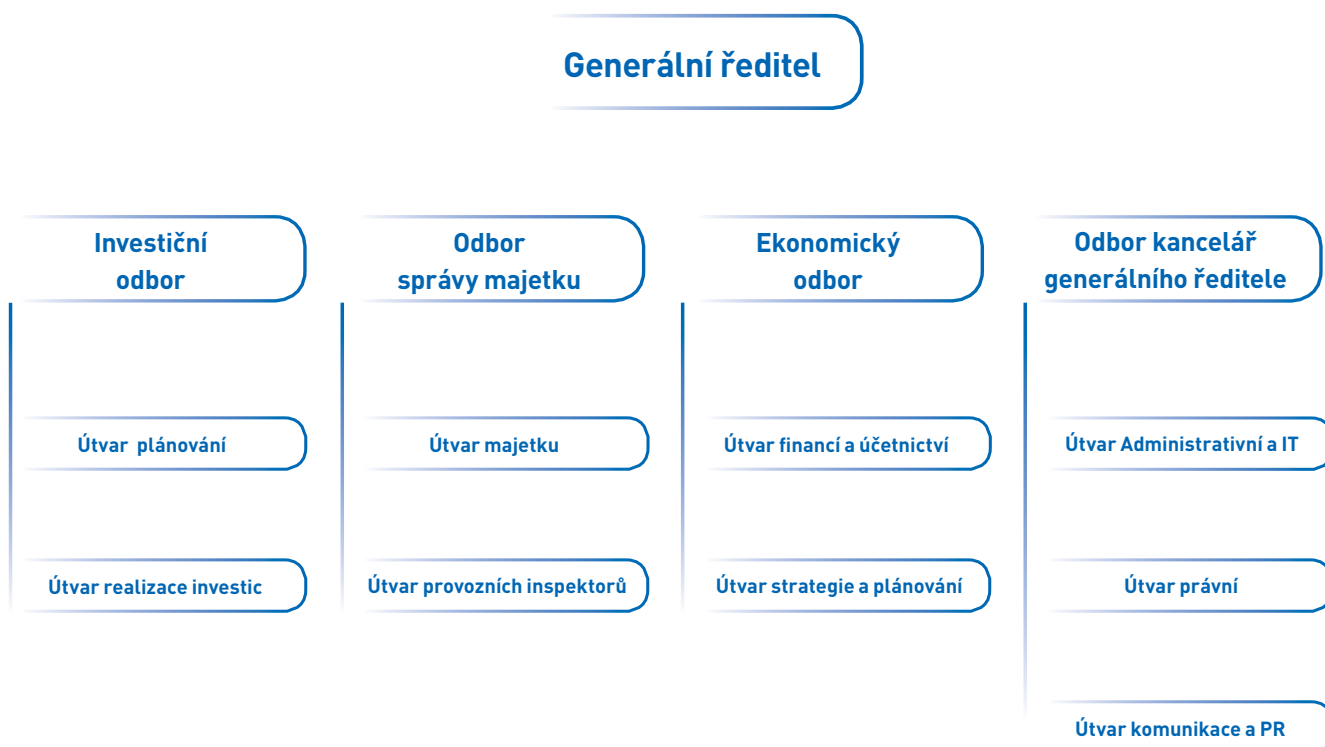 Generální ředitel
Investiční
odbor
Odbor
správy majetku
Ekonomický
odbor
Odbor kancelář
generálního ředitele
Útvar plánování
Útvar majetku
Útvar financí a účetnictví
Útvar Administrativní a IT
Útvar realizace investic
Útvar provozních inspektorů
Útvar strategie a plánování
Útvar právní
Útvar komunikace a PR